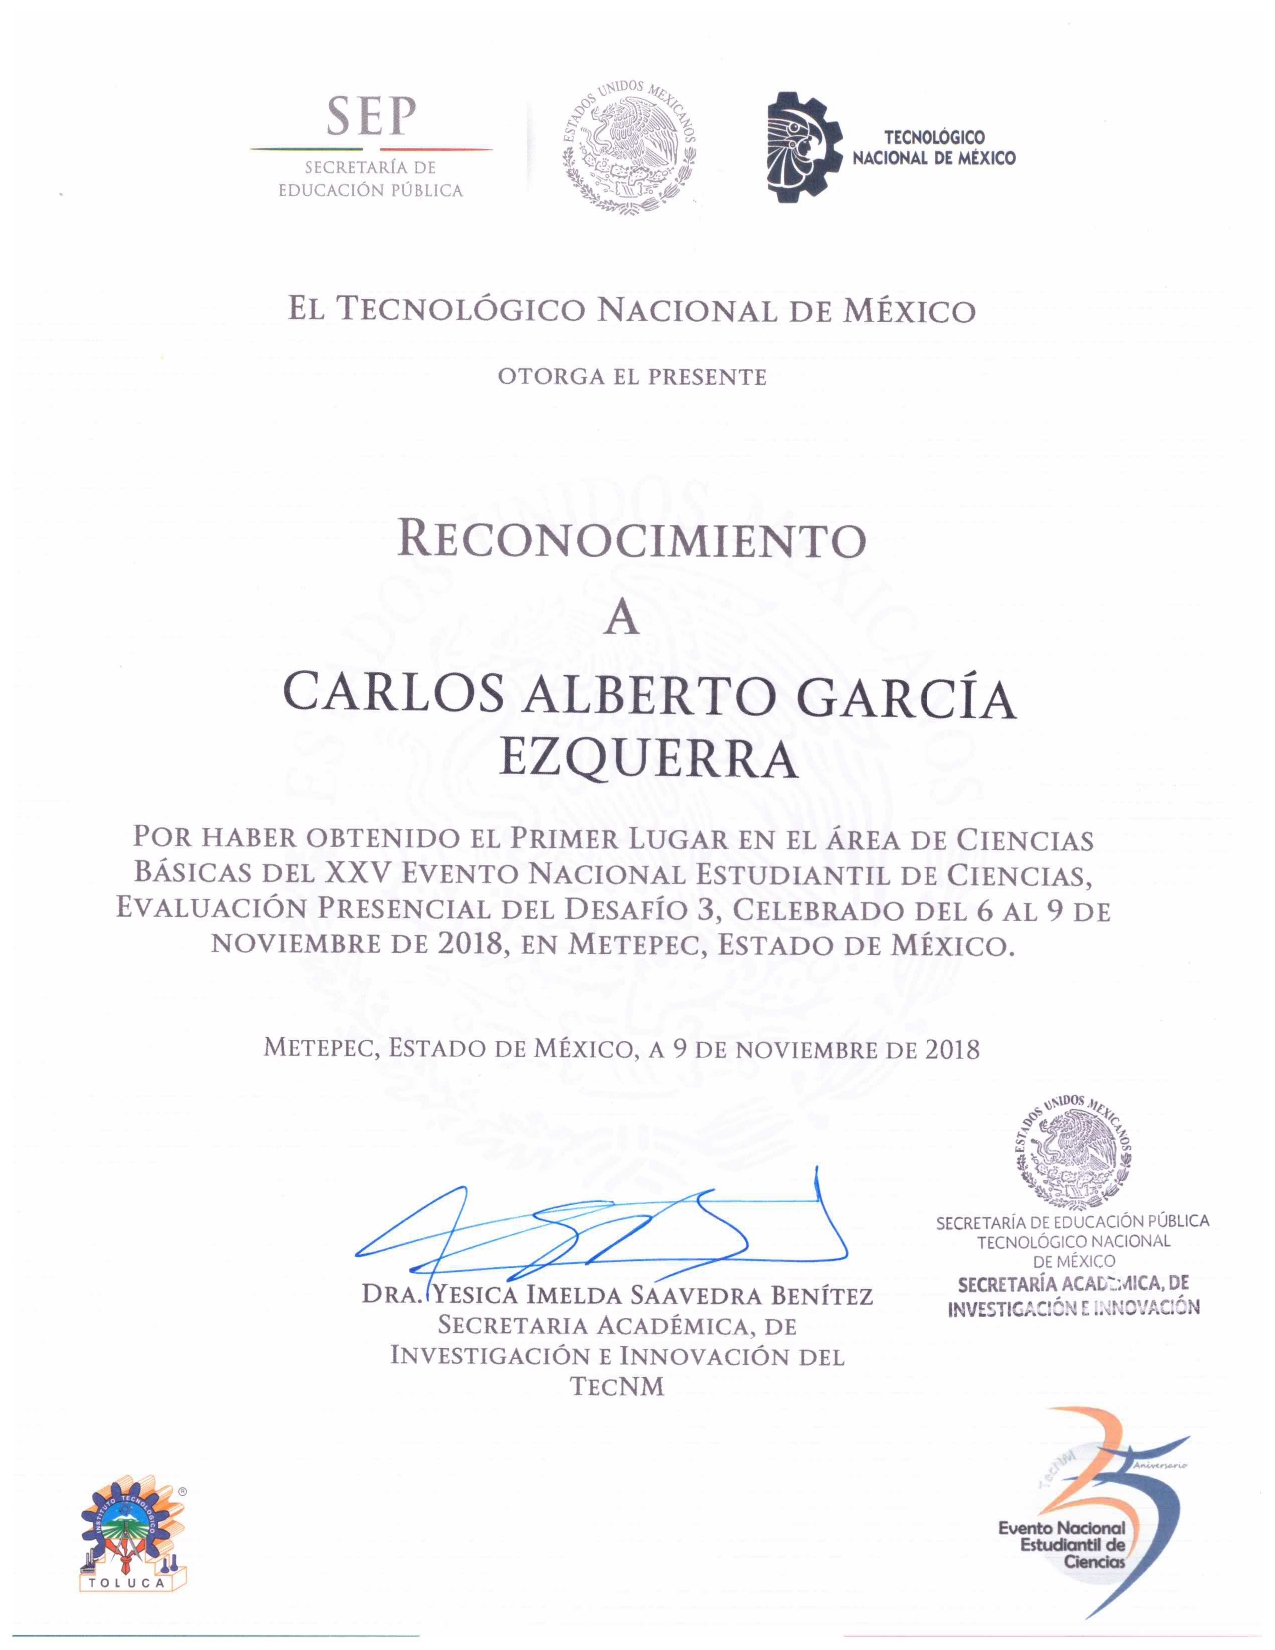 SEP
SECRETARÍA DE
EDUCACIÓN PÚBLICA
ESTADOS UNIDOS MEXICANOS
TECNOLÓGICO
NACIONAL DE MÉXICO
EL TECNOLÓGICO NACIONAL DE MÉXICO
OTORGA EL PRESENTE
RECONOCIMIENTO
A
CARLOS ALBERTO GARCÍA
EZQUERRA
POR HABER OBTENIDO EL PRIMER LUGAR EN EL ÁREA DE CIENCIAS
BÁSICAS DEL XXV EVENTO NACIONAL ESTUDIANTIL DE CIENCIAS,
EVALUACIÓN PRESENCIAL DEL DESAFÍO 3, CELEBRADO DEL 6 AL 9 DE
NOVIEMBRE DE 2018, EN METEPEC, ESTADO DE MÉXICO.
METEPEC, ESTADO DE MÉXICO, A 9 DE NOVIEMBRE DE 2018
ESTADOS UNIDOS MEXICANOS
SECRETARÍA DE EDUCACIÓN PÚBLICA
TECNOLÓGICO NACIONAL
DE MÉXICO
SECRETARÍA ACADÉMICA, DE
INVESTIGACIÓN E INNOVACIÓN
DRA. YESICA IMELDA SAAVEDRA BENÍTEZ
SECRETARIA ACADÉMICA, DE
INVESTIGACIÓN E INNOVACIÓN DEL
TECNM
INSTITUTO TECNOLÓGICO
®
TOLUCA
TecNM
25
Aniversario
Evento Nacional
Estudiantil de
Ciencias